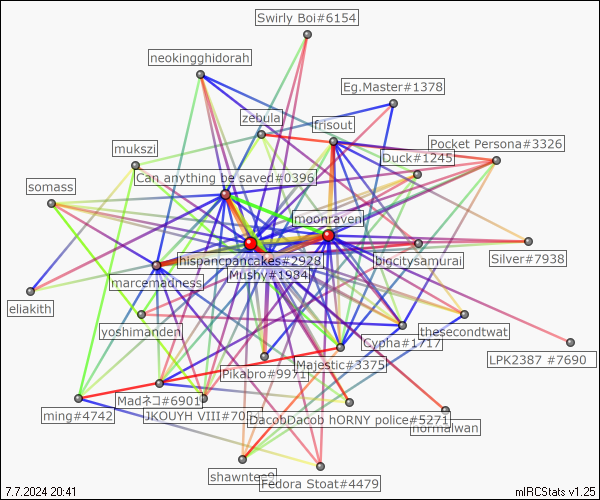 Swirly Boi#6154
neokingghidorah
Eg.Master#1378
zebula
frisout
Pocket Persona#3326
mukszi
Duck#1245
Can anything be saved#0396
somass
moonraven
hispancpancakes#2928
bigcitysamurai
Silver#7938
Mushy#1984
marcemadness
eliakith
yoshimanden
thesecondtwat
Cypha#1717
LPK2387 #7690
Majestic#3375
Pikabro#9971
Madネコ#6901
ming#4742
JKOUYH VIII#70
DacobDacob hORNY police#5271
normalwan
shawntee
Fedora Stoat#4479
7.7.2024 20:41
mIRCStats v1.25